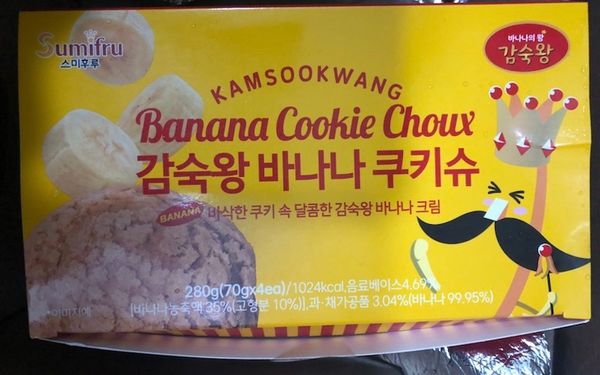 Sumifru
스미후루
바나나의 왕
감숙왕
KAMSOOKWANG
Banana Cookie Choux
감숙왕 바나나 쿠키슈
BANANA 바삭한 쿠키 속 달콤한 감숙왕 바나나 크림
280g(70gx4ea)/1024kcal,음료베이스4.69%
[바나나농축액 35%(고형분 10%)],과·채가공품 3.04%(바나나 99.95%)
이미지예